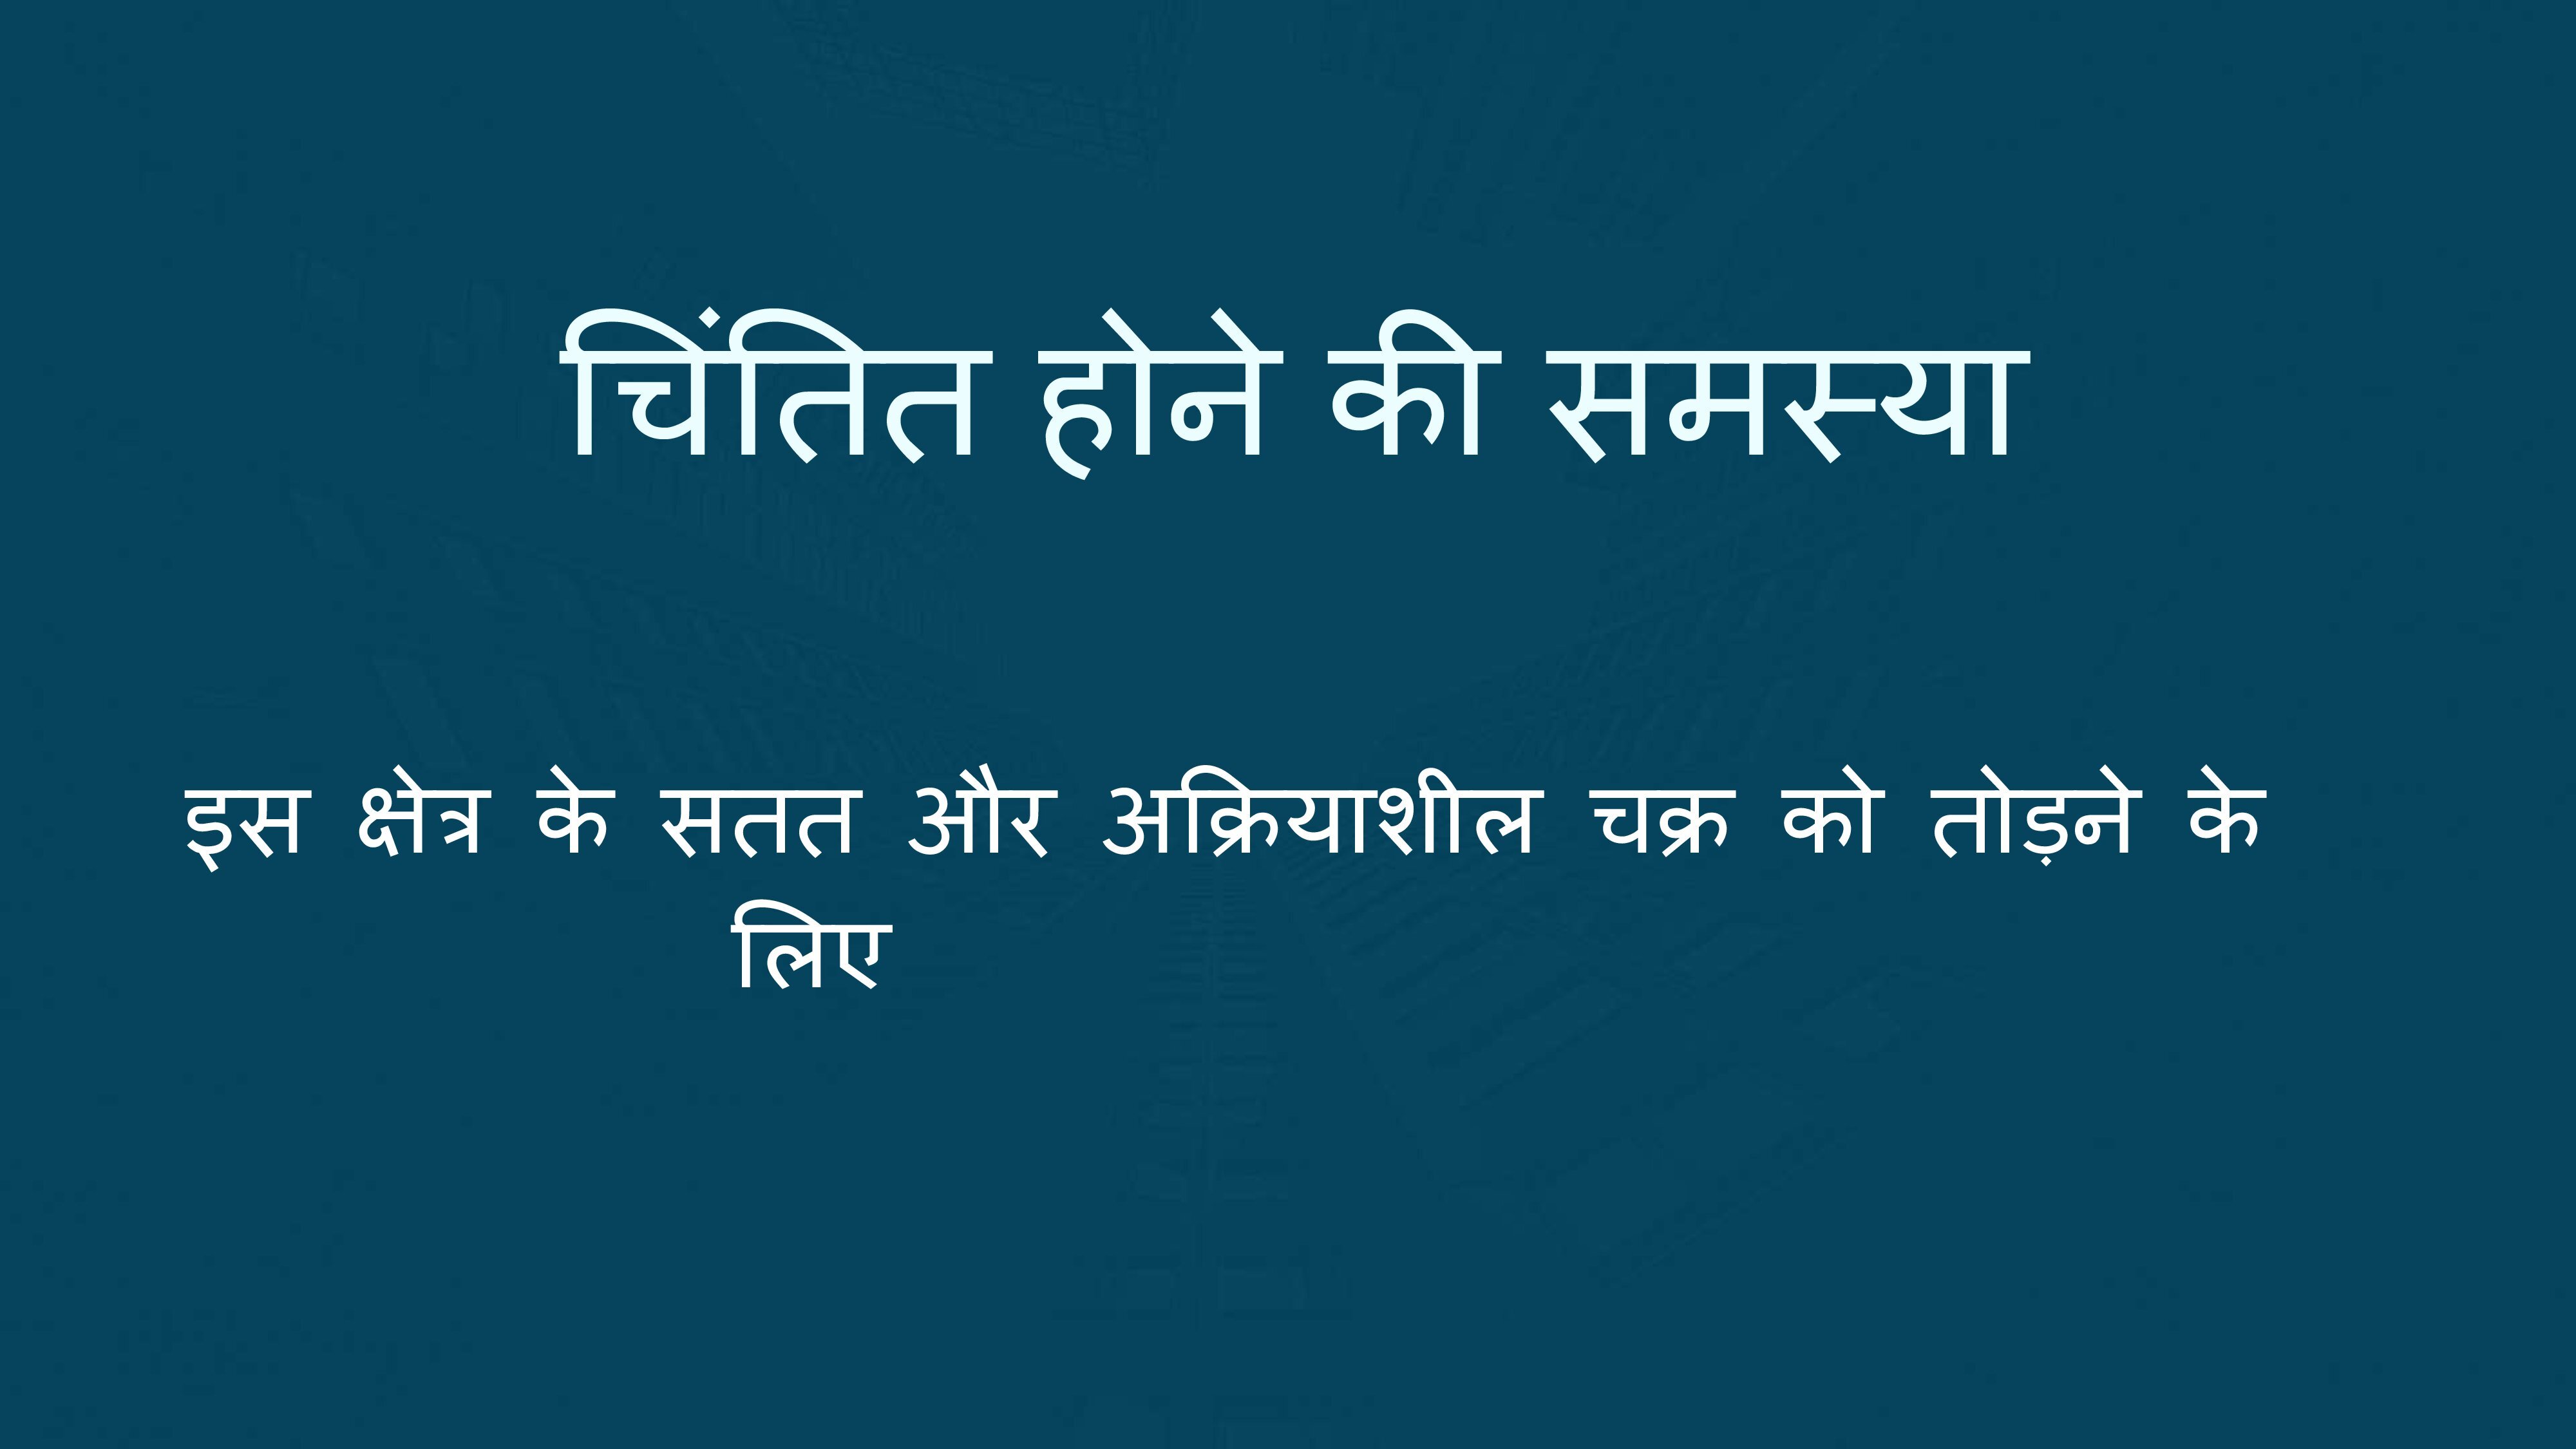 चिंतित होने की समस्या
इस क्षेत्र के सतत और अक्रियाशील चक्र को तोड़ने के
लिए